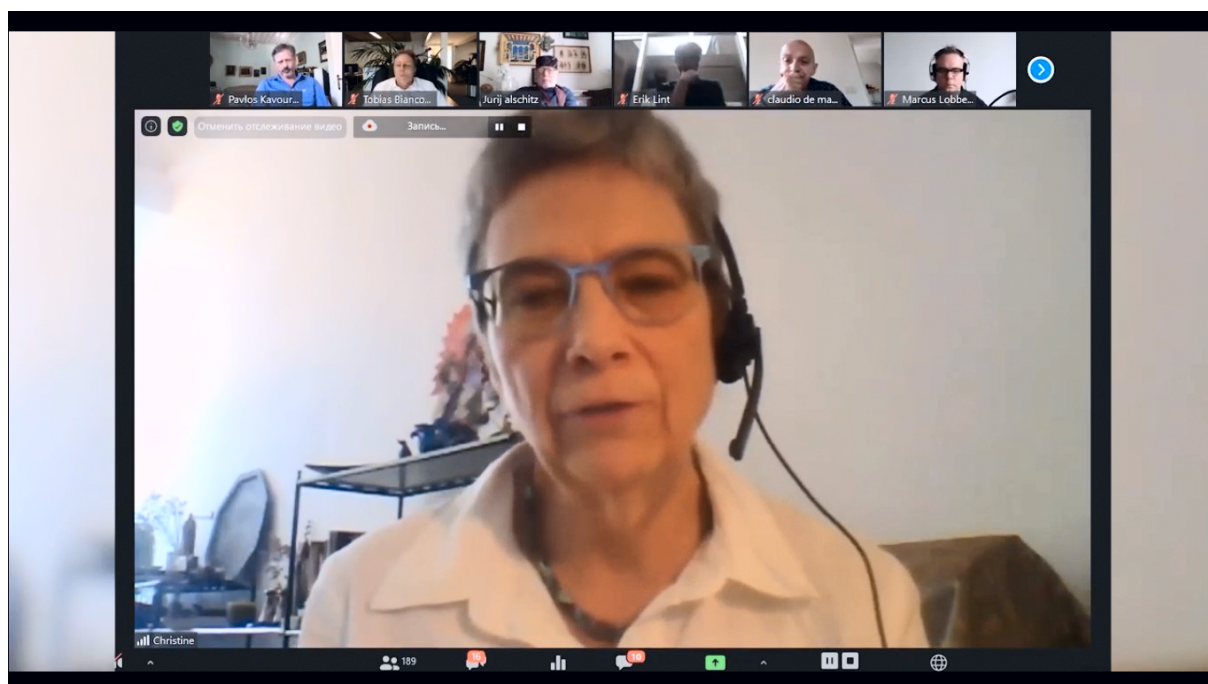 Pavlos Kavour...
Tobias Bianco...
Jurij alschitz
Erik Lint
claudio de ma...
Marcus Lobbe...
Отменить отслеживание видео
Запись...
Christine
189
16
10